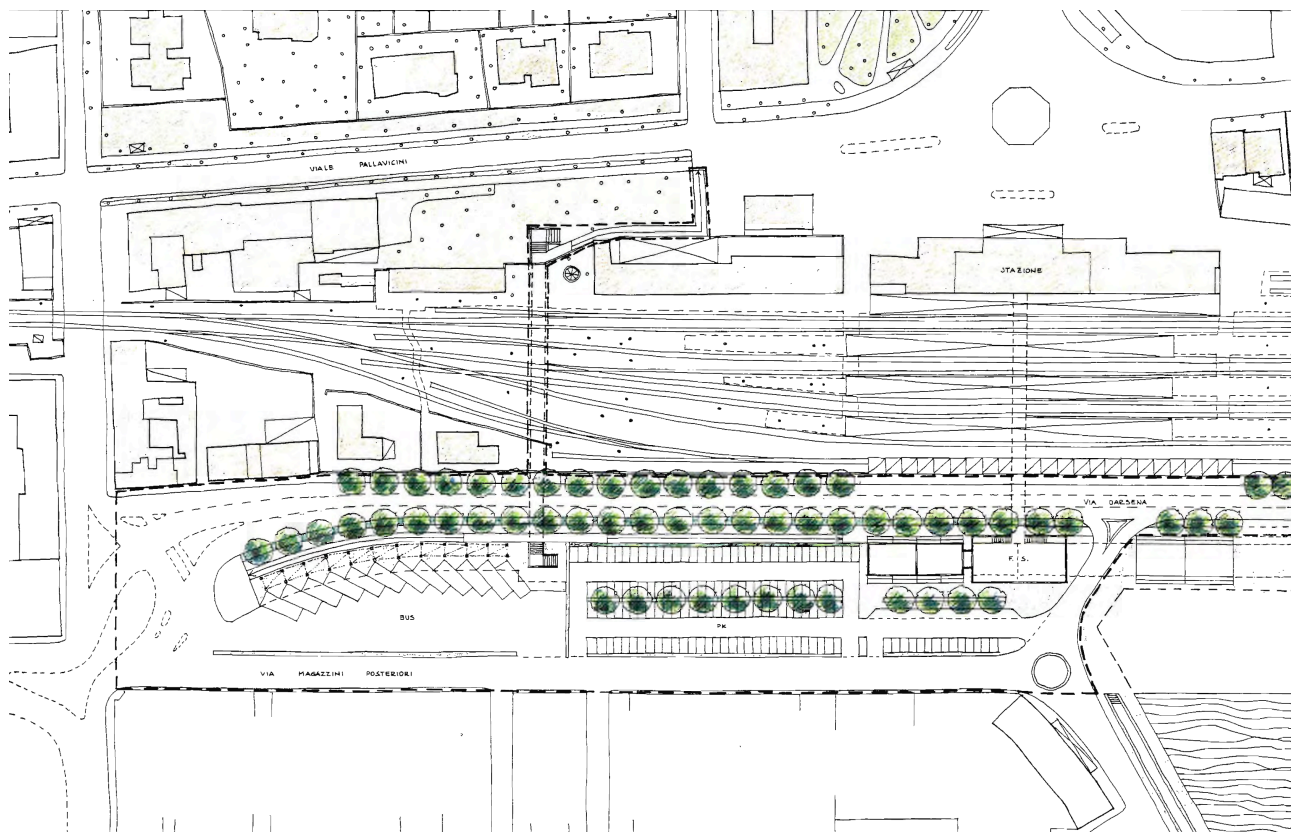 VIALE PALLAVICINI
STAZIONE
VIA DARSENA
F.S.
BUS
PK
VIA MAGAZZINI POSTERIORI